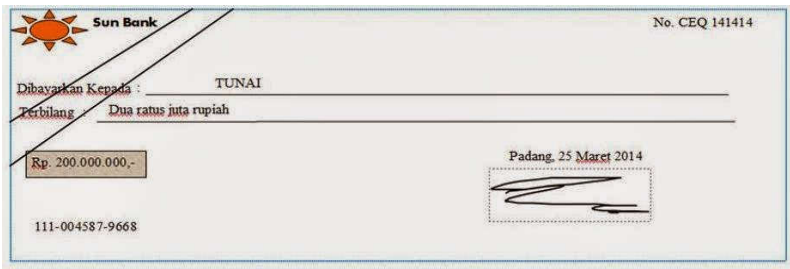 Sun Bank
No. CEQ 141414
Dibayarkan Kepada : TUNAI
Terbilang : Dua ratus juta rupiah
Rp. 200.000.000,-
Padang, 25 Maret 2014
111-004587-9668